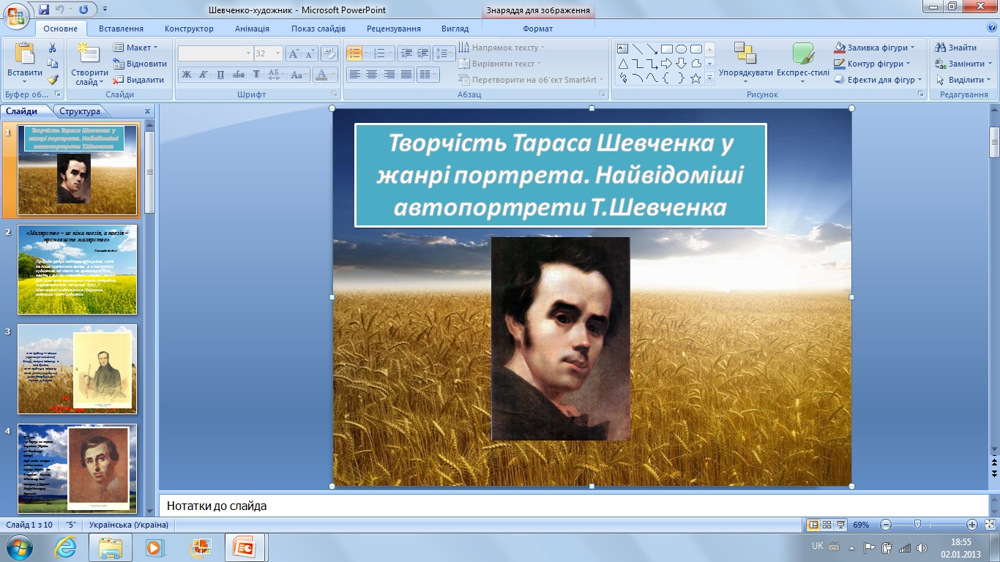 Шевченко-художник - Microsoft PowerPoint
Знаряддя для зображення
Основне
Вставлення
Конструктор
Анімація
Показ слайдів
Рецензування
Вигляд
Формат
Вставити
Буфер об...
Створити слайд
Макет
Відновити
Видалити
Слайди
32
Ж К П abc Т АБ Аа А
Шрифт
Напрямок тексту
Вирівняти текст
Перетворити на об'єкт SmartArt
Абзац
Упорядкувати
Експрес-стилі
Заливка фігури
Контур фігури
Ефекти для фігур
Рисунок
Знайти
Замінити
Виділити
Редагування
Слайди
Структура
x
1
Творчість Тараса Шевченка у
жанрі портрета. Найвідоміші
автопортрети Т.Шевченка
2
«Малярство – це німа поезія, а поезія –
промовисте малярство»
3
4
Творчість Тараса Шевченка у
жанрі портрета. Найвідоміші
автопортрети Т.Шевченка
Нотатки до слайда
Слайд 1 з 10
"5"
Українська (Україна)
69%
UK
18:55
02.01.2013